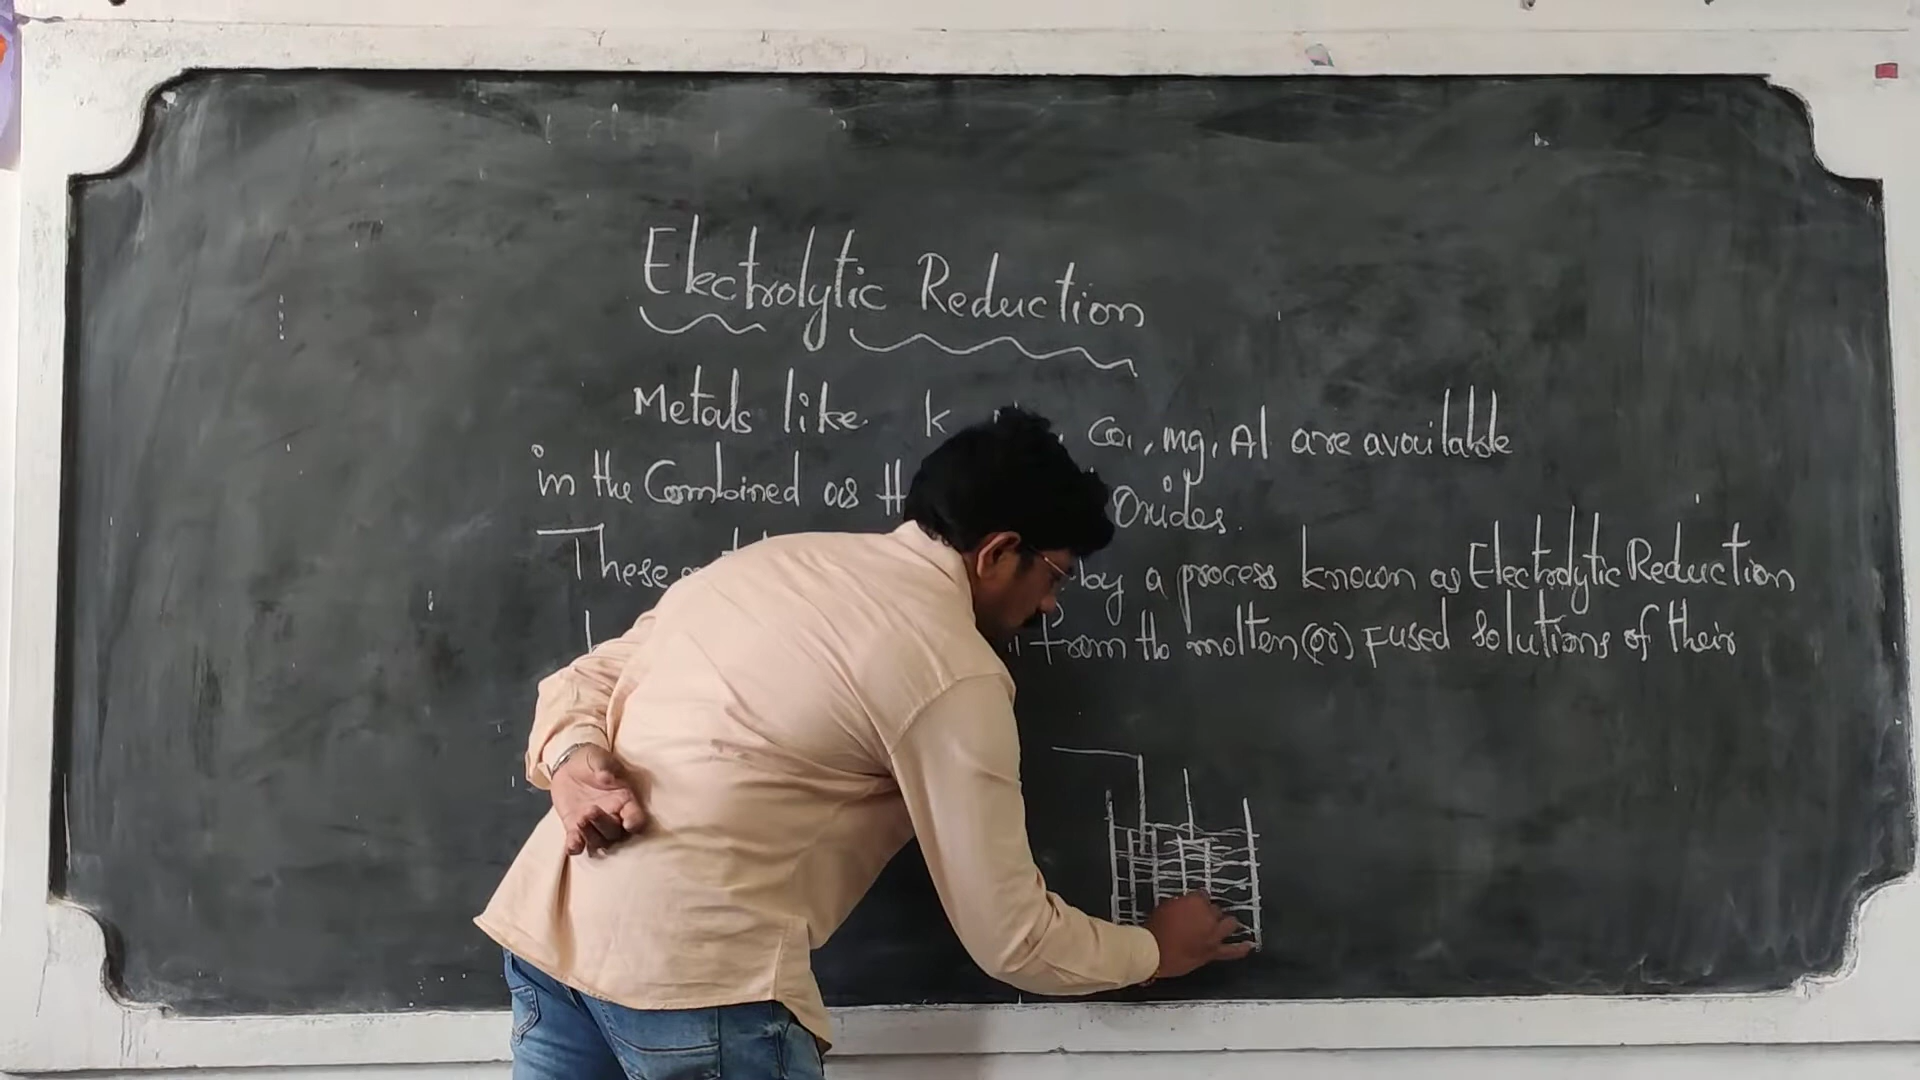 Electrolytic Reduction
Metals like K Ca, mg, Al are available
in the Combined as Oxides.
These by a process known as Electrolytic Reduction
from the molten (or) Fused solutions of their